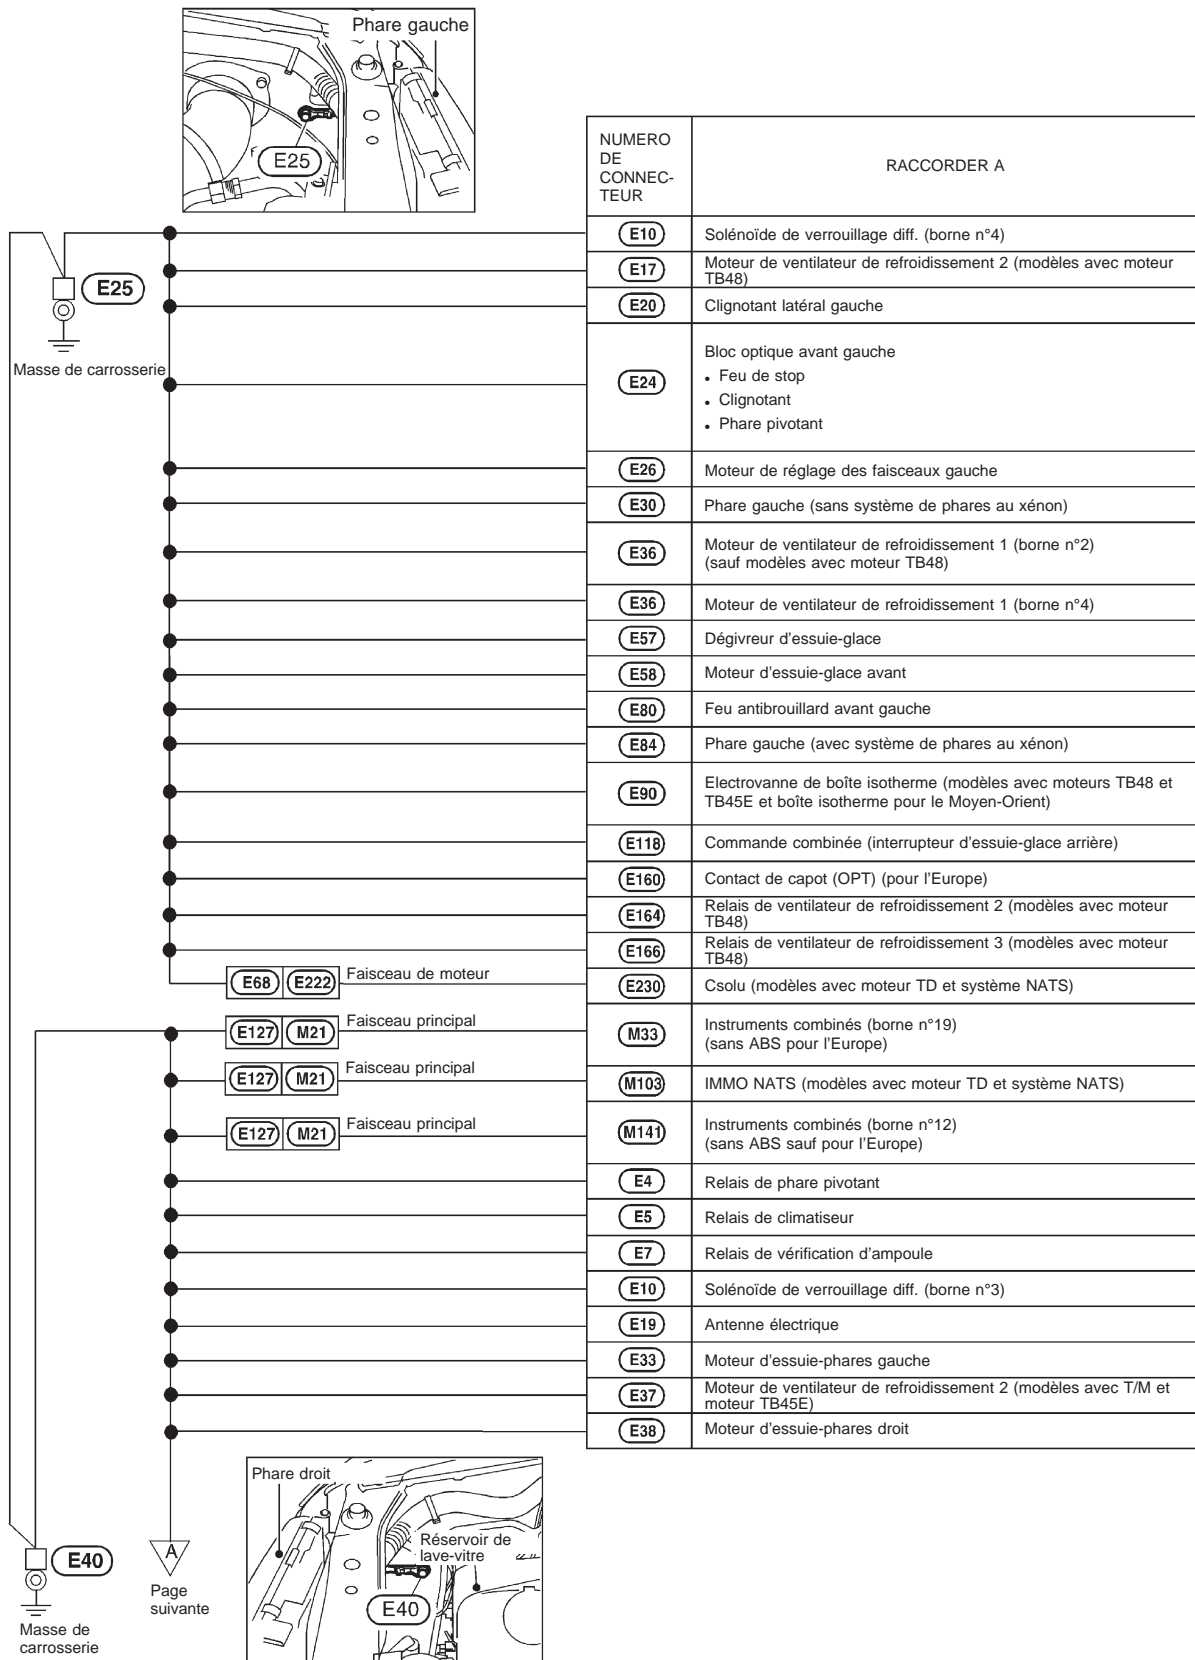 Phare gauche
E25
NUMERO
DE
CONNEC-
TEUR
RACCORDER A
E25
Masse de carrosserie
E10
Solénoïde de verrouillage diff. (borne n°4)
E17
Moteur de ventilateur de refroidissement 2 (modèles avec moteur
TB48)
E20
Clignotant latéral gauche
E24
Bloc optique avant gauche
• Feu de stop
• Clignotant
• Phare pivotant
E26
Moteur de réglage des faisceaux gauche
E30
Phare gauche (sans système de phares au xénon)
E36
Moteur de ventilateur de refroidissement 1 (borne n°2)
(sauf modèles avec moteur TB48)
E36
Moteur de ventilateur de refroidissement 1 (borne n°4)
E57
Dégivreur d'essuie-glace
E58
Moteur d'essuie-glace avant
E80
Feu antibrouillard avant gauche
E84
Phare gauche (avec système de phares au xénon)
E90
Electrovanne de boîte isotherme (modèles avec moteurs TB48 et
TB45E et boîte isotherme pour le Moyen-Orient)
E118
Commande combinée (interrupteur d'essuie-glace arrière)
E160
Contact de capot (OPT) (pour l'Europe)
E164
Relais de ventilateur de refroidissement 2 (modèles avec moteur
TB48)
E166
Relais de ventilateur de refroidissement 3 (modèles avec moteur
TB48)
E68 E222 Faisceau de moteur
E230
Csolu (modèles avec moteur TD et système NATS)
E127 M21 Faisceau principal
M33
Instruments combinés (borne n°19)
(sans ABS pour l'Europe)
E127 M21 Faisceau principal
M103
IMMO NATS (modèles avec moteur TD et système NATS)
E127 M21 Faisceau principal
M141
Instruments combinés (borne n°12)
(sans ABS sauf pour l'Europe)
E4
Relais de phare pivotant
E5
Relais de climatiseur
E7
Relais de vérification d'ampoule
E10
Solénoïde de verrouillage diff. (borne n°3)
E19
Antenne électrique
E33
Moteur d'essuie-phares gauche
E37
Moteur de ventilateur de refroidissement 2 (modèles avec T/M et
moteur TB45E)
E38
Moteur d'essuie-phares droit
E40
Masse de
carrosserie
A
Page
suivante
Phare droit
Réservoir de
lave-vitre
E40